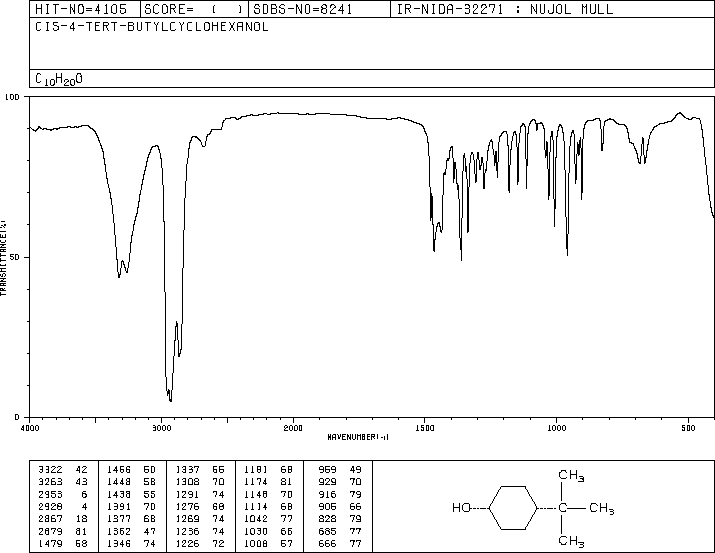 HIT-NO=4105 SCORE= ( ) SDBS-NO=8241 IR-NIDA-32271 : NUJOL MULL
CIS-4-TERT-BUTYLCYCLOHEXANOL
C10H20O
100
TRANSMITTANCE(%)
50
0
4000 3000 2000 1500 1000 500
WAVENUMBER(-1)
3322 42 1466 50 1337 55 1181 68 959 49
3263 43 1448 58 1308 70 1174 81 929 70
2953 6 1438 55 1291 74 1148 70 916 79
2928 4 1391 70 1276 68 1114 68 905 66
2867 18 1377 68 1269 74 1042 77 828 79
2679 81 1362 47 1236 74 1030 66 685 77
1479 58 1346 74 1226 72 1008 57 666 77
CH3
HO CH3
CH3